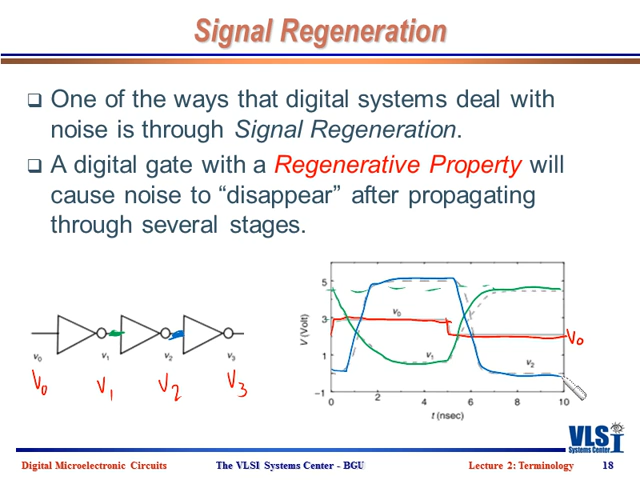 Signal Regeneration
One of the ways that digital systems deal with
noise is through Signal Regeneration.
A digital gate with a Regenerative Property will
cause noise to “disappear” after propagating
through several stages.
v0 v1 v2 v3
V0 V1 V2 V3
V (Volt)
5
3
1
−1
v0
v1
v2
V0
0 2 4 6 8 10
t (nsec)
VLSI
Systems Center
Digital Microelectronic Circuits The VLSI Systems Center - BGU Lecture 2: Terminology 18